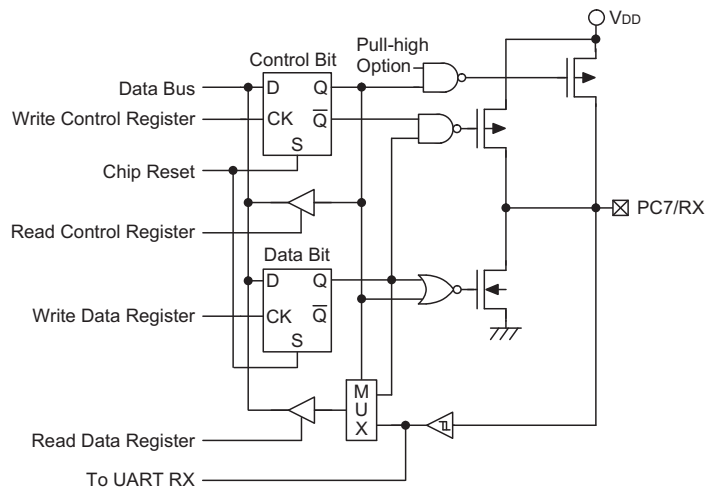 VDD
Control Bit
Pull-high
Option
Data Bus
D
Q
Write Control Register
CK
Q
S
Chip Reset
PC7/RX
Read Control Register
Data Bit
D
Q
Write Data Register
CK
Q
S
M
U
X
Read Data Register
To UART RX